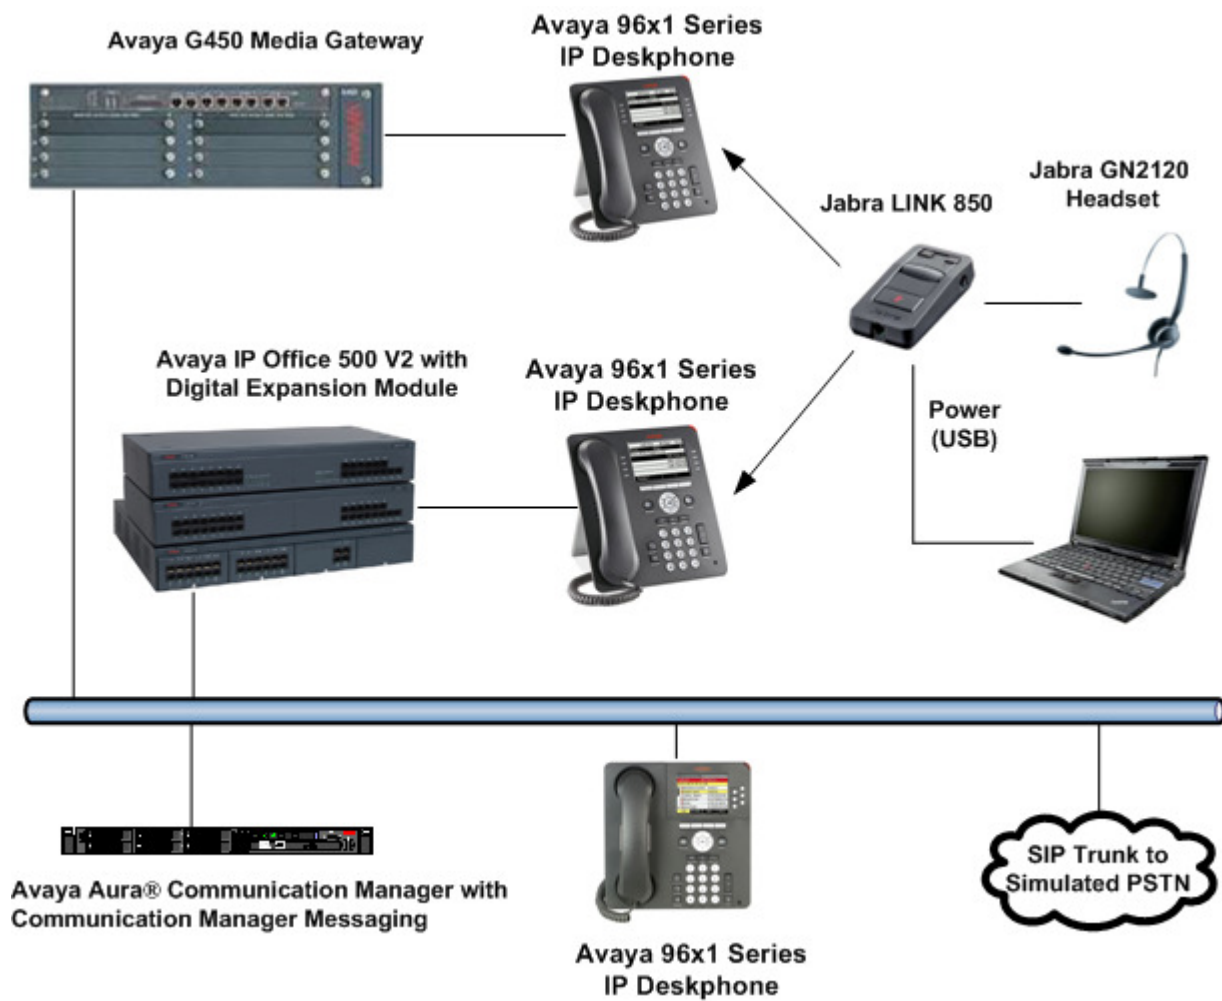 Avaya G450 Media Gateway
Avaya 96x1 Series
IP Deskphone
AVAYA
Jabra LINK 850
Jabra GN2120
Headset
Avaya IP Office 500 V2 with
Digital Expansion Module
Avaya 96x1 Series
IP Deskphone
Power
(USB)
Avaya Aura® Communication Manager with
Communication Manager Messaging
Avaya 96x1 Series
IP Deskphone
SIP Trunk to
Simulated PSTN